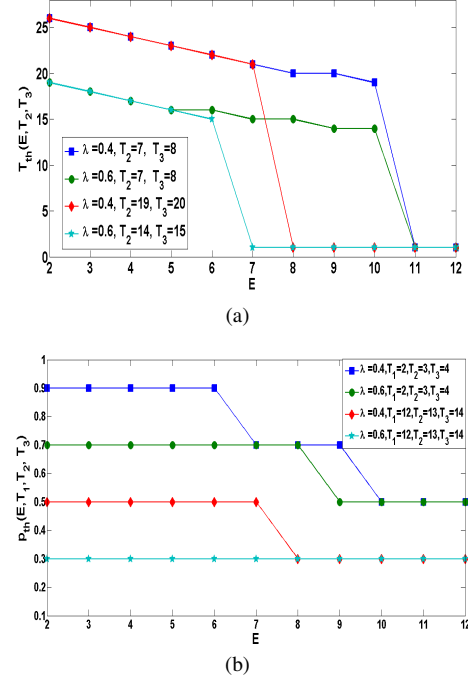 25
20
15
10
5
0
T_th(E,T_2,T_3)
λ =0.4, T_2=7, T_3=8
λ =0.6, T_2=7, T_3=8
λ =0.4, T_2=19, T_3=20
λ =0.6, T_2=14, T_3=15
2 3 4 5 6 7 8 9 10 11 12
E
(a)
1
0.9
0.8
0.7
0.6
0.5
0.4
0.3
0.2
0.1
p_th(E,T_1,T_2, T_3)
λ =0.4,T_1=2,T_2=3,T_3=4
λ =0.6,T_1=2,T_2=3,T_3=4
λ =0.4,T_1=12,T_2=13,T_3=14
λ =0.6,T_1=12,T_2=13,T_3=14
2 3 4 5 6 7 8 9 10 11 12
E
(b)